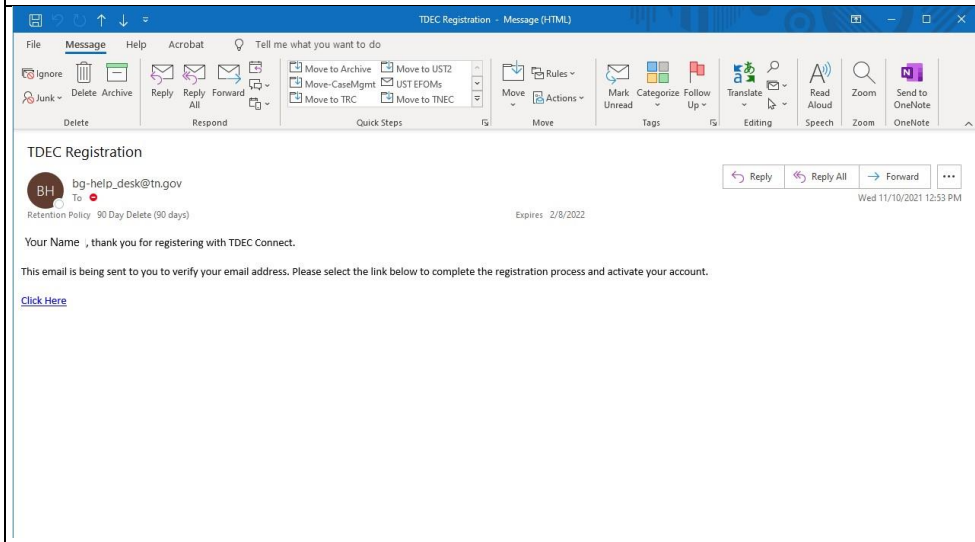 TDEC Registration - Message (HTML)
File Message Help Acrobat Tell me what you want to do
Ignore
Junk
Delete Archive
Reply Reply All Forward
Move to Archive Move to UST2
Move-CaseMgmt UST EFOMs
Move to TRC Move to TNEC
Move
Rules
Actions
Mark Unread Categorize Follow Up
Translate
Read Aloud
Zoom
Send to OneNote
Delete Respond Quick Steps Move Tags Editing Speech Zoom OneNote
TDEC Registration
BH
bg-help_desk@tn.gov
To
Reply Reply All Forward
Wed 11/10/2021 12:53 PM
Retention Policy 90 Day Delete (90 days) Expires 2/8/2022
Your Name , thank you for registering with TDEC Connect.
This email is being sent to you to verify your email address. Please select the link below to complete the registration process and activate your account.
Click Here